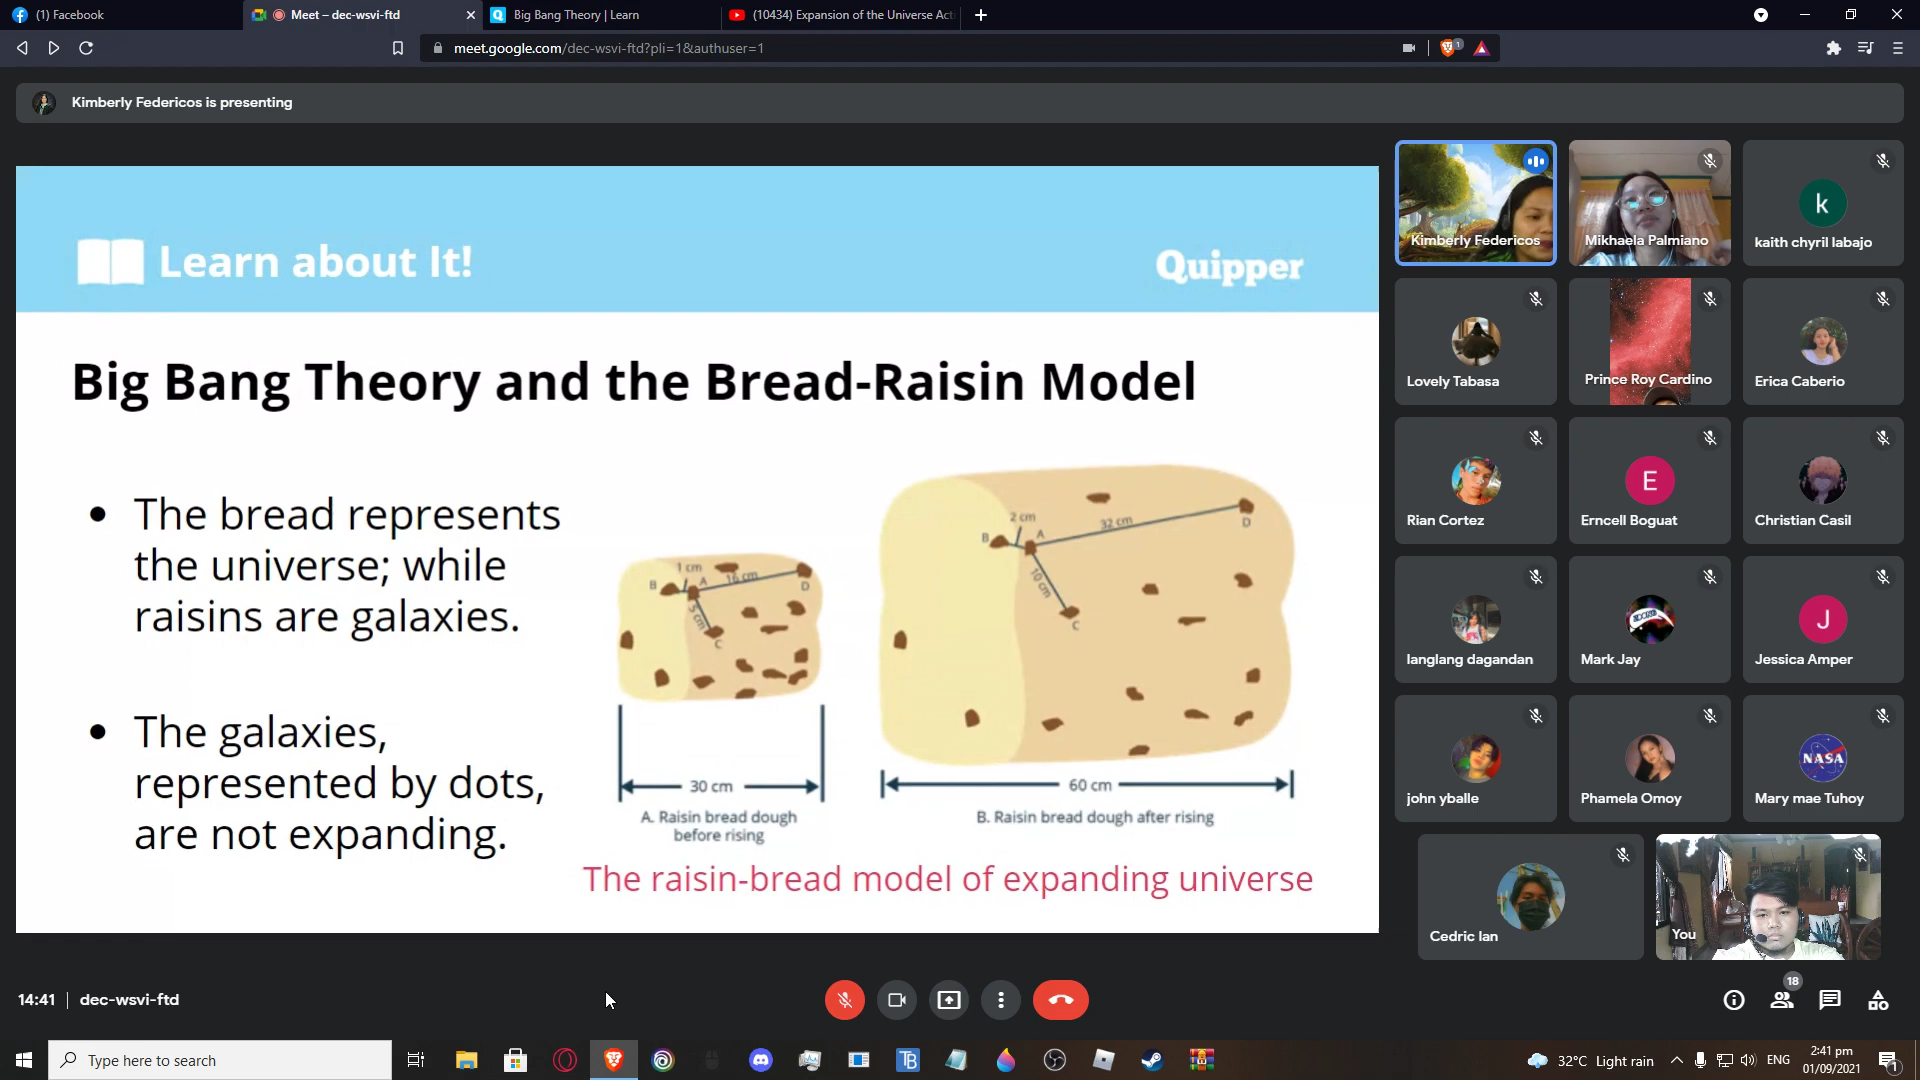 (1) Facebook
Meet – dec-wsvi-ftd
Big Bang Theory | Learn
(10434) Expansion of the Universe Act
meet.google.com/dec-wsvi-ftd?pli=1&authuser=1
1
Kimberly Federicos is presenting
Learn about It!
Quipper
Big Bang Theory and the Bread-Raisin Model
The bread represents
the universe; while
raisins are galaxies.
The galaxies,
represented by dots,
are not expanding.
1 cm
B
A
16 cm
D
5 cm
C
30 cm
A. Raisin bread dough
before rising
2 cm
B
A
32 cm
D
10 cm
C
60 cm
B. Raisin bread dough after rising
The raisin-bread model of expanding universe
Kimberly Federicos
Mikhaela Palmiano
k
kaith chyril labajo
Lovely Tabasa
Prince Roy Cardino
Erica Caberio
Rian Cortez
E
Erncell Boguat
Christian Casil
langlang dagandan
Mark Jay
J
Jessica Amper
john yballe
Phamela Omoy
NASA
Mary mae Tuhoy
Cedric Ian
You
14:41 | dec-wsvi-ftd
18
Type here to search
TB
32°C Light rain
ENG
2:41 pm
01/09/2021
1